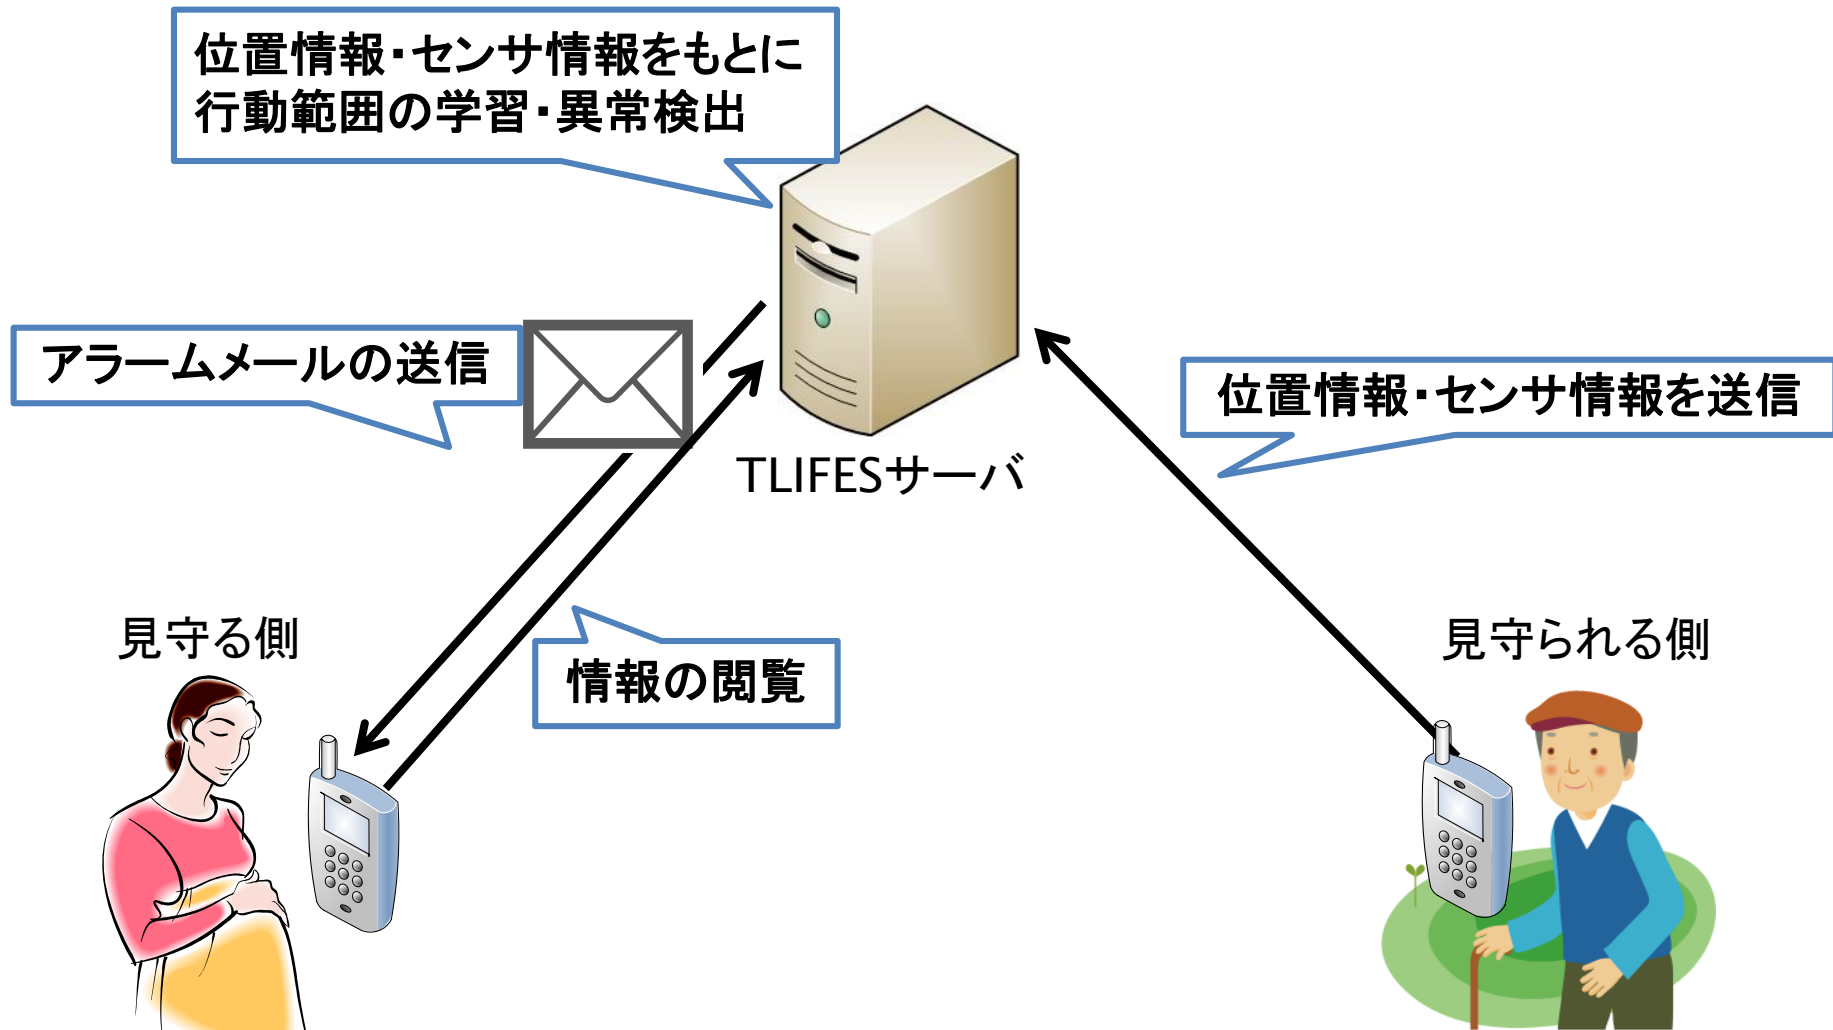 位置情報・センサ情報をもとに
行動範囲の学習・異常検出
アラームメールの送信
位置情報・センサ情報を送信
TLIFESサーバ
見守る側
情報の閲覧
見守られる側